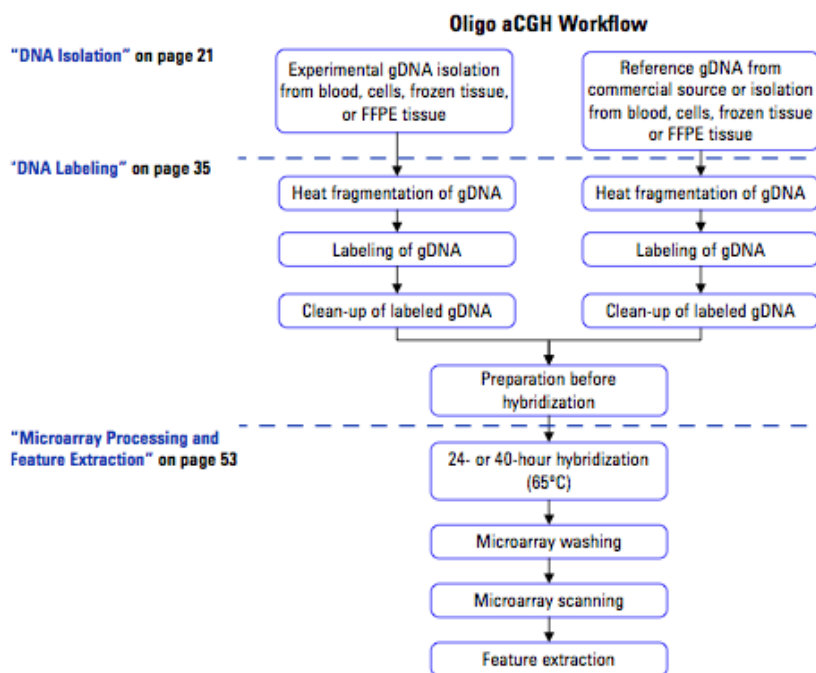 Oligo aCGH Workflow
"DNA Isolation" on page 21
Experimental gDNA isolation
from blood, cells, frozen tissue,
or FFPE tissue
Reference gDNA from
commercial source or isolation
from blood, cells, frozen tissue
or FFPE tissue
"DNA Labeling" on page 35
Heat fragmentation of gDNA
Heat fragmentation of gDNA
Labeling of gDNA
Labeling of gDNA
Clean-up of labeled gDNA
Clean-up of labeled gDNA
Preparation before
hybridization
"Microarray Processing and
Feature Extraction" on page 53
24- or 40-hour hybridization
(65°C)
Microarray washing
Microarray scanning
Feature extraction